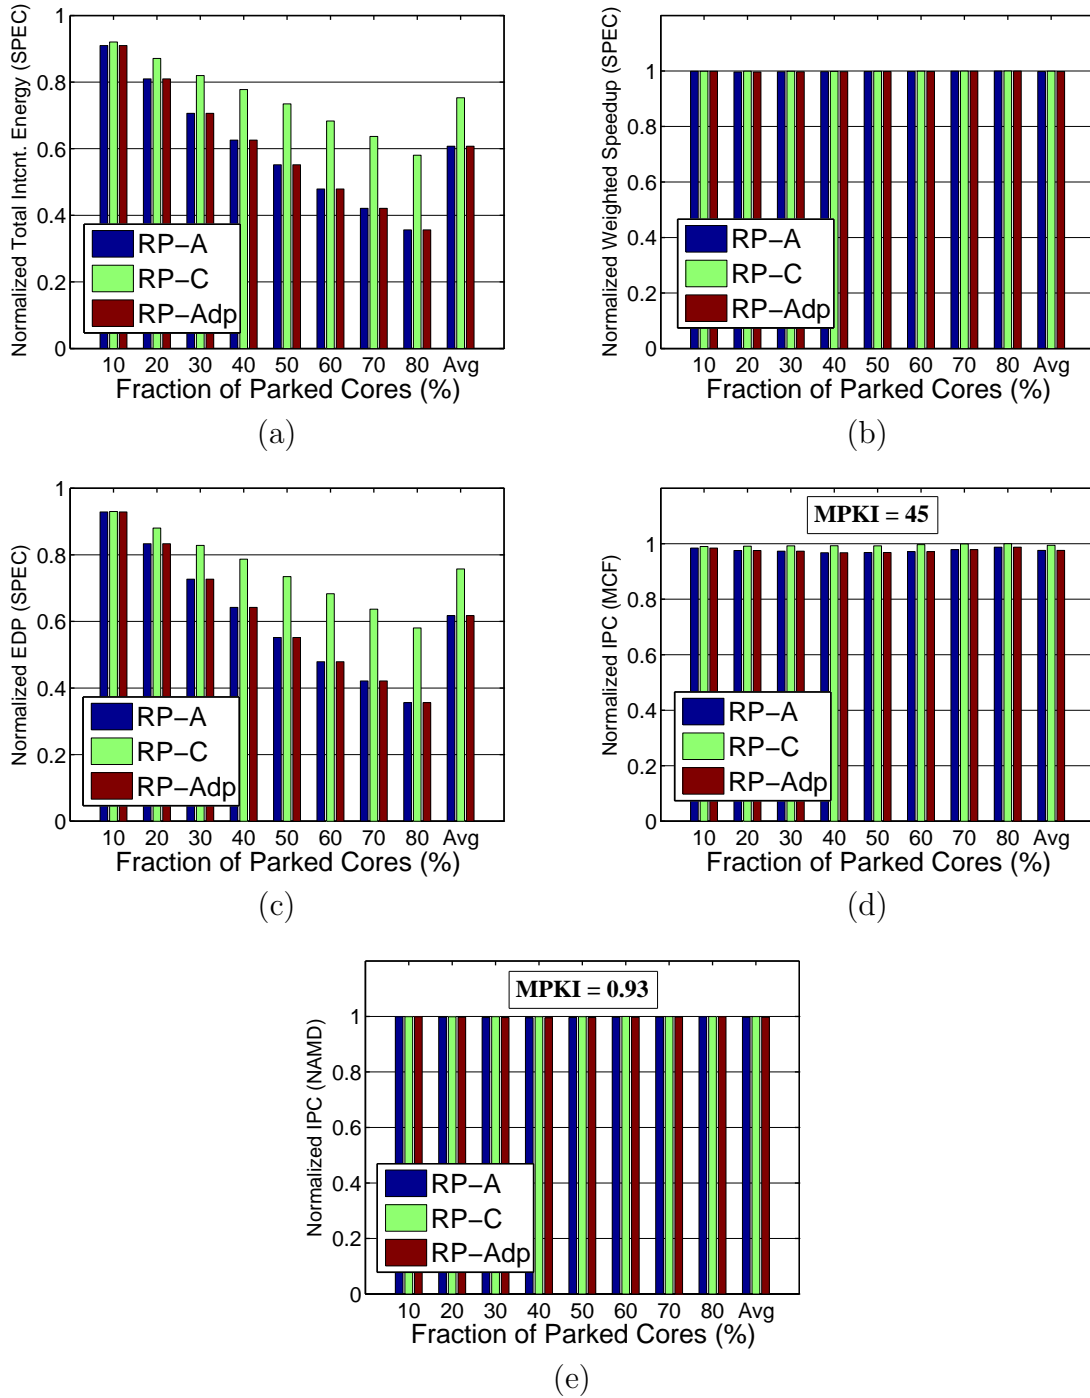 Normalized Total Intcnt. Energy (SPEC)
1
0.8
0.6
0.4
0.2
0
RP−A
RP−C
RP−Adp
10 20 30 40 50 60 70 80 Avg
Fraction of Parked Cores (%)
(a)
Normalized Weighted Speedup (SPEC)
1
0.8
0.6
0.4
0.2
0
RP−A
RP−C
RP−Adp
10 20 30 40 50 60 70 80 Avg
Fraction of Parked Cores (%)
(b)
Normalized EDP (SPEC)
1
0.8
0.6
0.4
0.2
0
RP−A
RP−C
RP−Adp
10 20 30 40 50 60 70 80 Avg
Fraction of Parked Cores (%)
(c)
Normalized IPC (MCF)
MPKI = 45
1
0.8
0.6
0.4
0.2
0
RP−A
RP−C
RP−Adp
10 20 30 40 50 60 70 80 Avg
Fraction of Parked Cores (%)
(d)
Normalized IPC (NAMD)
MPKI = 0.93
1
0.8
0.6
0.4
0.2
0
RP−A
RP−C
RP−Adp
10 20 30 40 50 60 70 80 Avg
Fraction of Parked Cores (%)
(e)